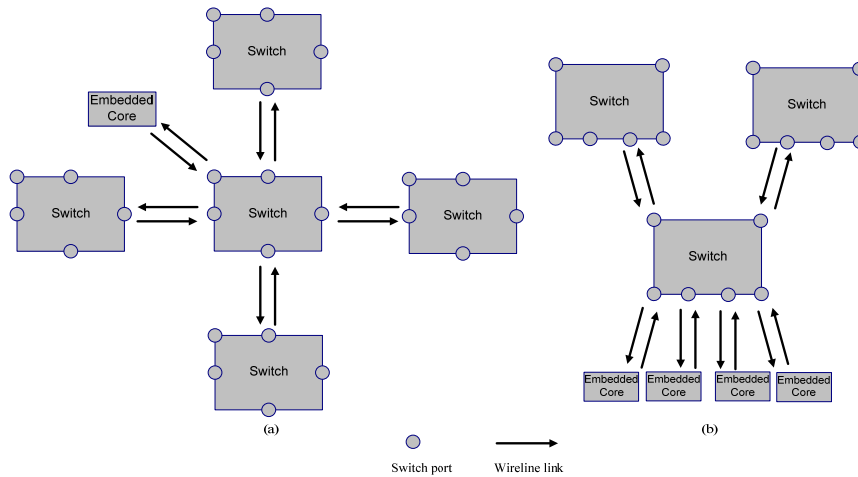 Switch
Embedded
Core
Switch
Switch
Switch
Switch
(a)
Switch
Switch
Switch
Embedded
Core
Embedded
Core
Embedded
Core
Embedded
Core
(b)
Switch port
Wireline link